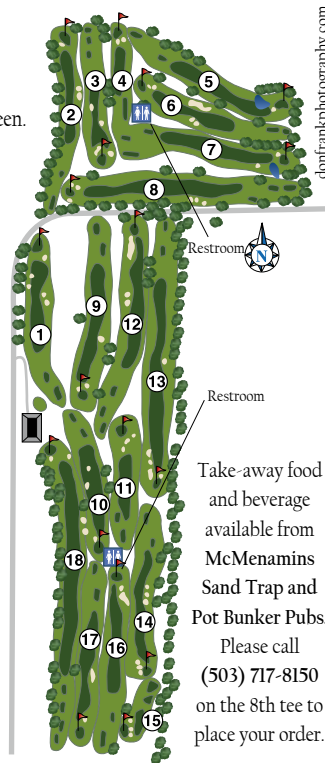 donfrankphotography.com
een.
3
4
5
2
6
7
8
Restroom
N
1
9
12
13
Restroom
11
10
18
14
17
16
15
Take-away food
and beverage
available from
McMenamins
Sand Trap and
Pot Bunker Pubs.
Please call
(503) 717-8150
on the 8th tee to
place your order.